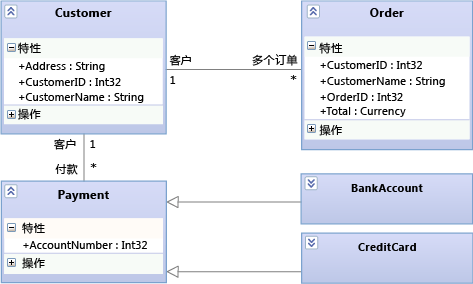 Customer
特性
+Address : String
+CustomerID : Int32
+CustomerName : String
操作
客户
多个订单
1
*
Order
特性
+CustomerID : Int32
+CustomerName : String
+OrderID : Int32
+Total : Currency
操作
客户
1
付款
*
Payment
特性
+AccountNumber : Int32
操作
BankAccount
CreditCard